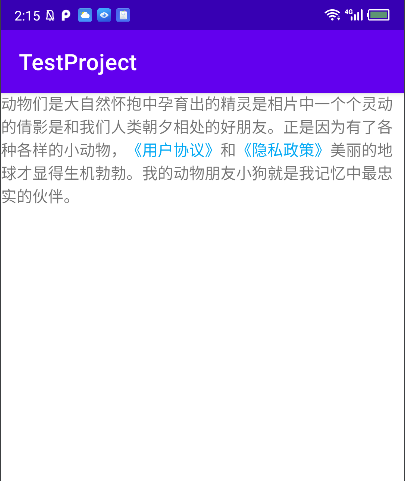 2:15
4G
TestProject
动物们是大自然怀抱中孕育出的精灵是相片中一个个灵动
的倩影是和我们人类朝夕相处的好朋友。正是因为有了各
种各样的小动物，《用户协议》和《隐私政策》美丽的地
球才显得生机勃勃。我的动物朋友小狗就是我记忆中最忠
实的伙伴。